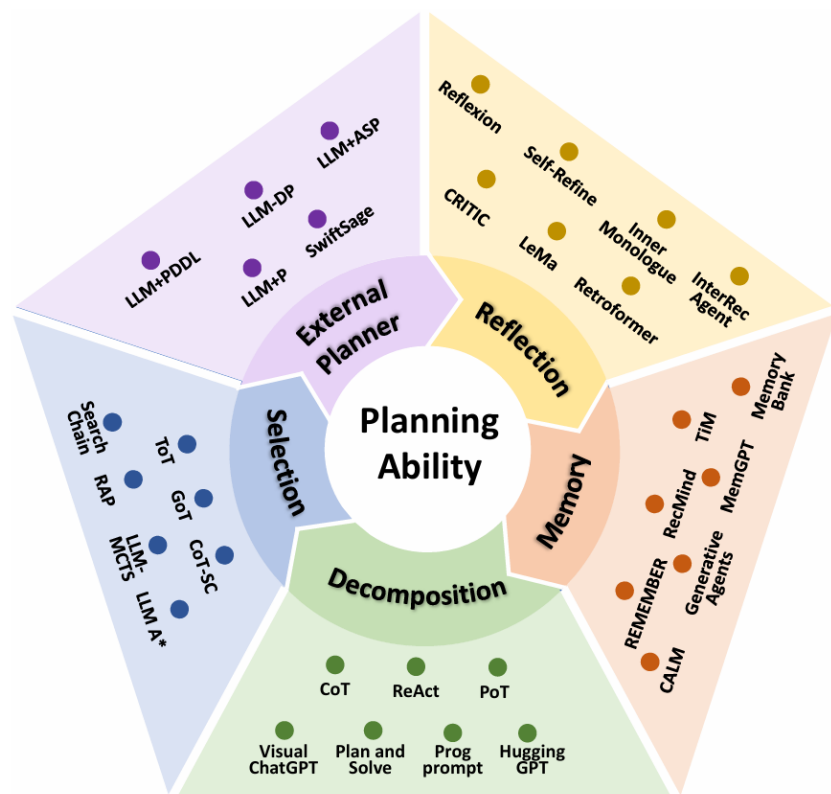 Planning
Ability
External
Planner
LLM+ASP
LLM-DP
SwiftSage
LLM+PDDL
LLM+P
Reflection
Reflexion
Self-Refine
CRITIC
Inner
Monologue
LeMa
InterRec
Agent
Retroformer
Memory
Memory
Bank
TiM
MemGPT
RecMind
Generative
Agents
REMEMBER
CALM
Decomposition
CoT
ReAct
PoT
Visual
ChatGPT
Plan and
Solve
Prog
prompt
Hugging
GPT
Selection
Search
Chain
ToT
RAP
GoT
LLM-
MCTS
CoT-SC
LLM A*